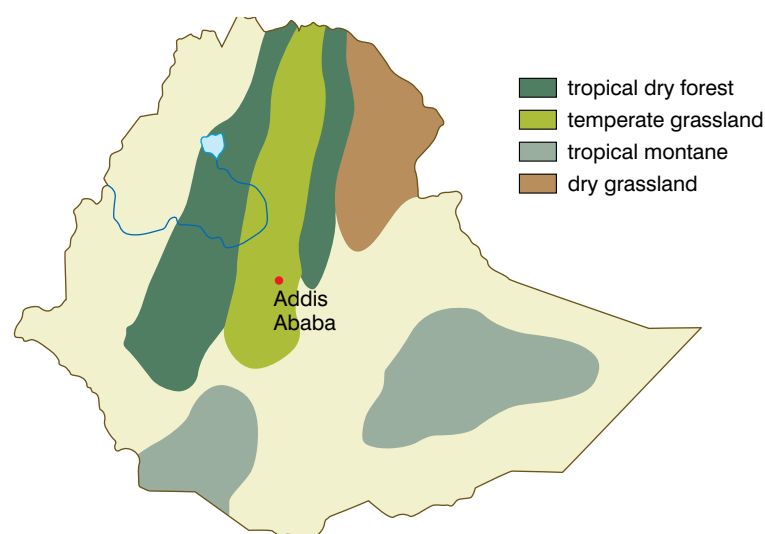 tropical dry forest
temperate grassland
tropical montane
dry grassland
Addis
Ababa